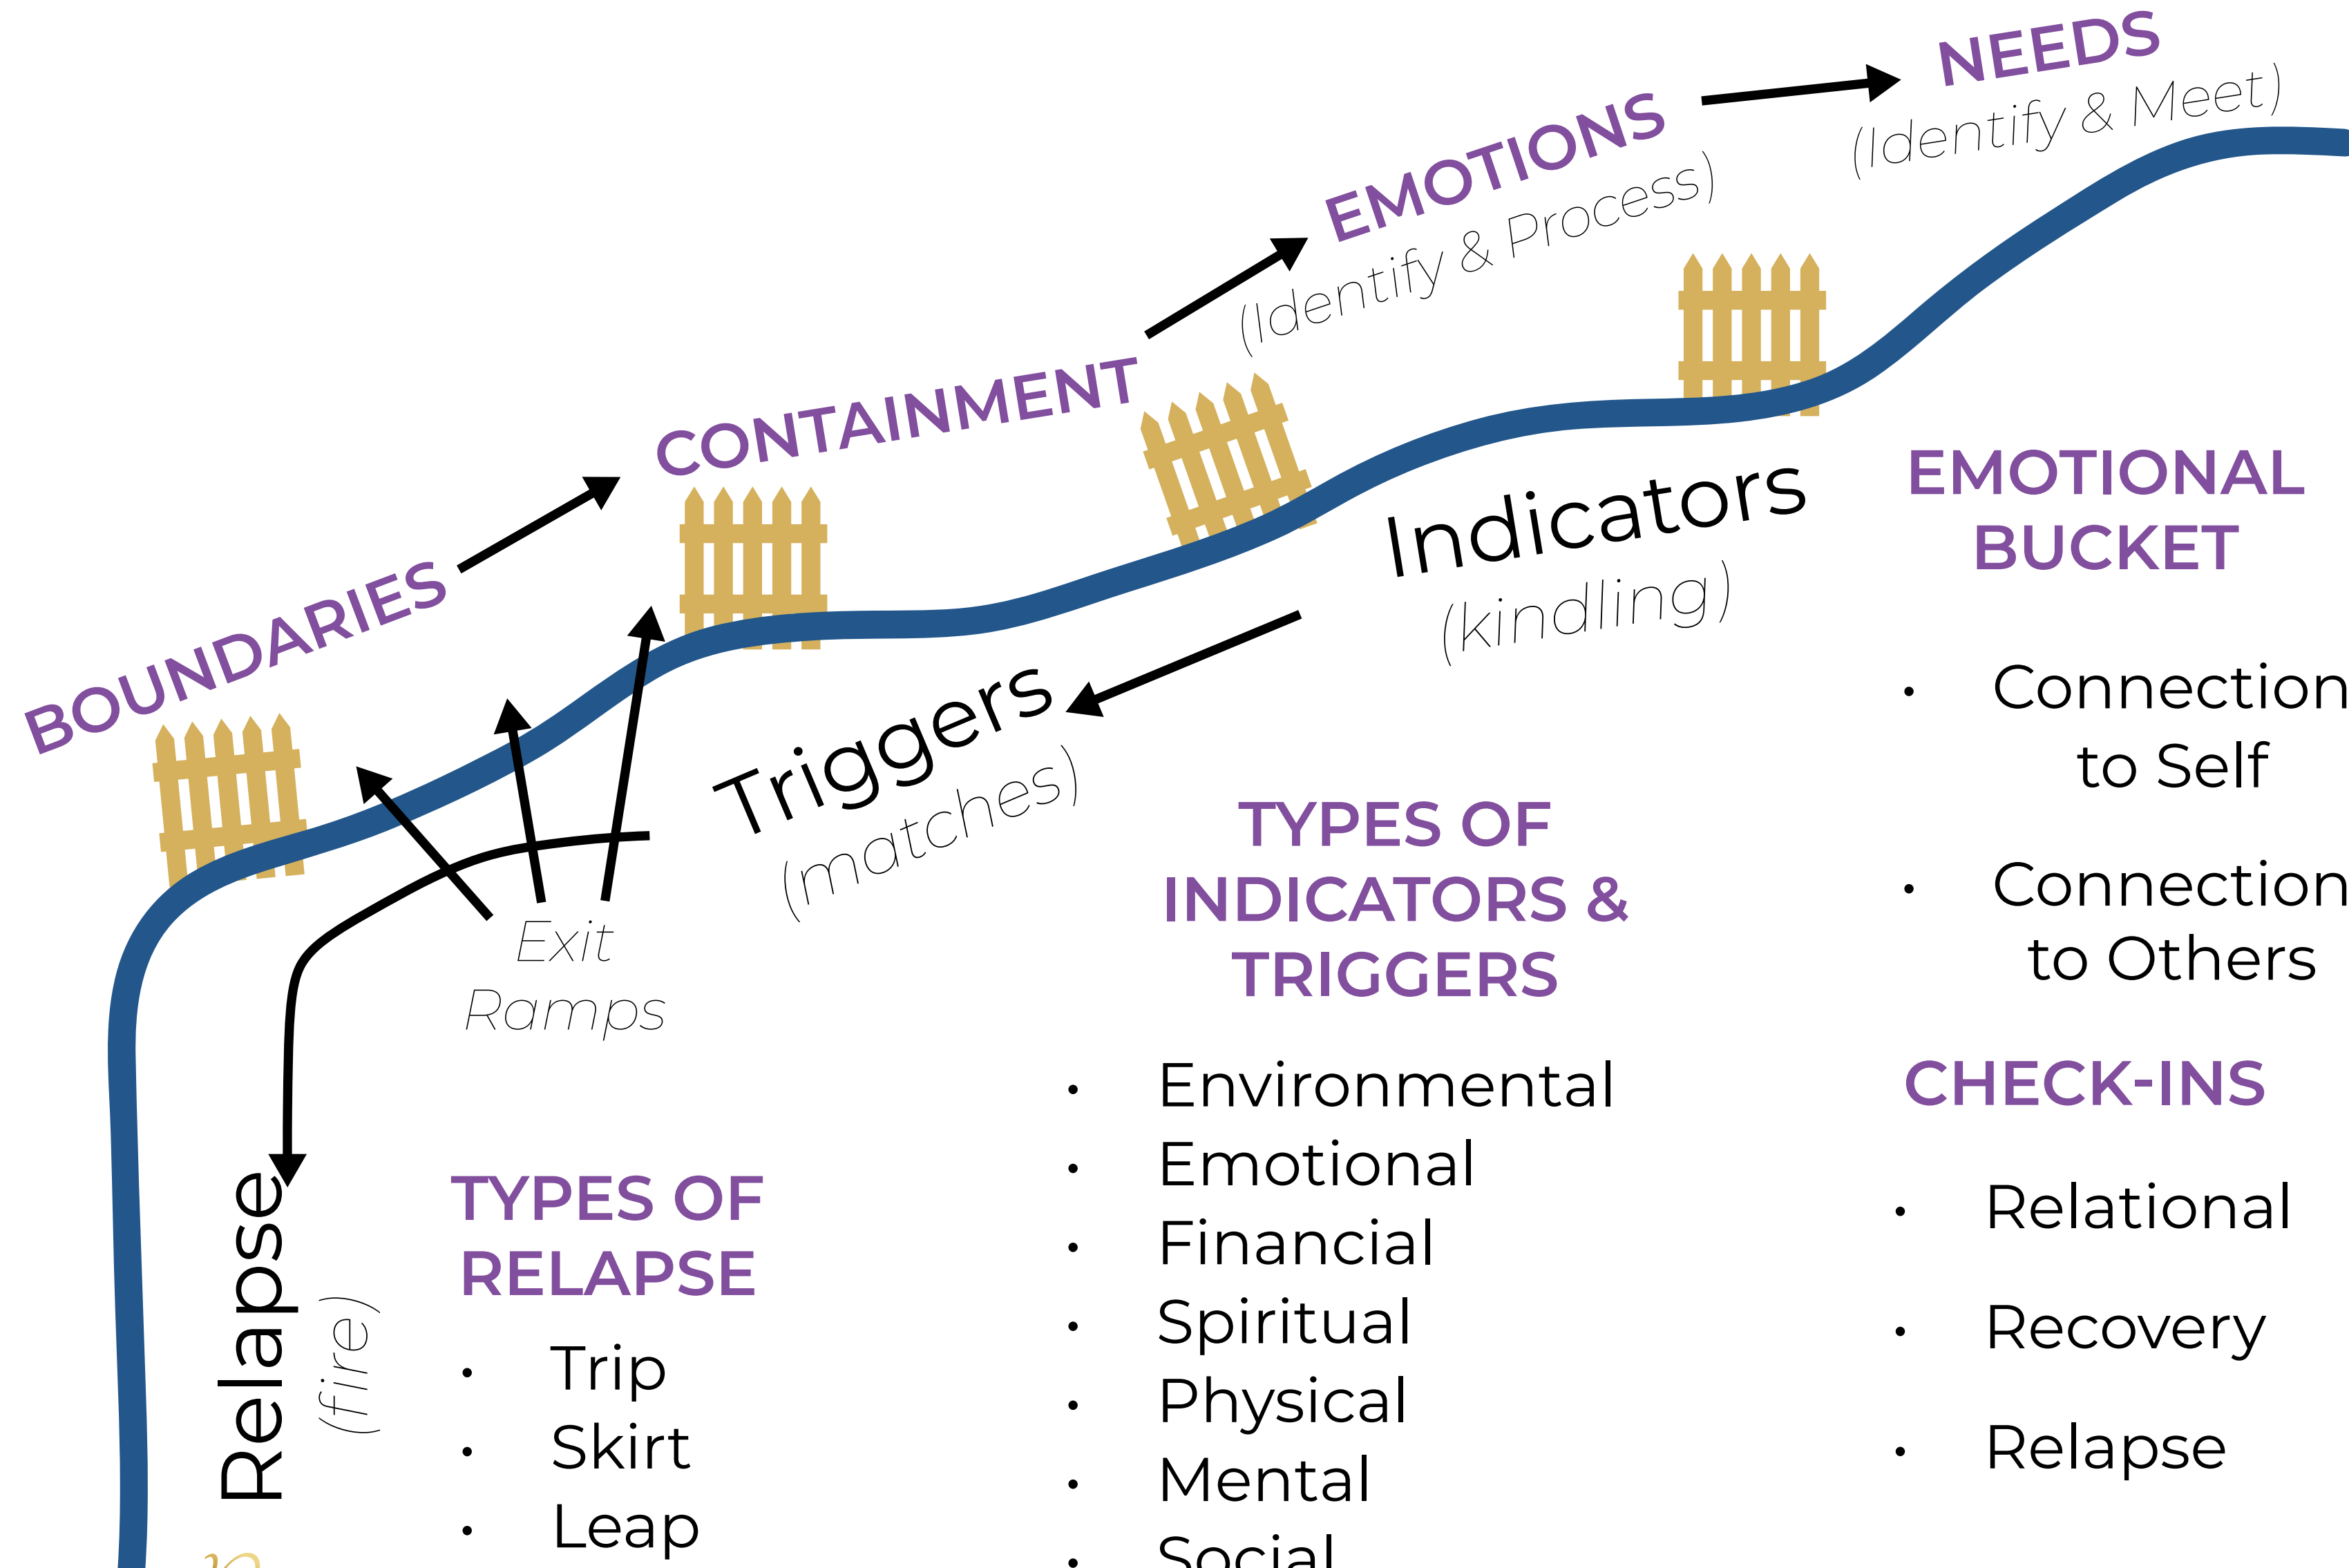 NEEDS
(Identify & Meet)
EMOTIONS
(Identify & Process)
CONTAINMENT
BOUNDARIES
Indicators
(kindling)
Triggers
(matches)
Exit
Ramps
Relapse
(fire)
TYPES OF
RELAPSE
• Trip
• Skirt
• Leap
TYPES OF
INDICATORS &
TRIGGERS
• Environmental
• Emotional
• Financial
• Spiritual
• Physical
• Mental
• Social
EMOTIONAL
BUCKET
• Connection
to Self
• Connection
to Others
CHECK-INS
• Relational
• Recovery
• Relapse